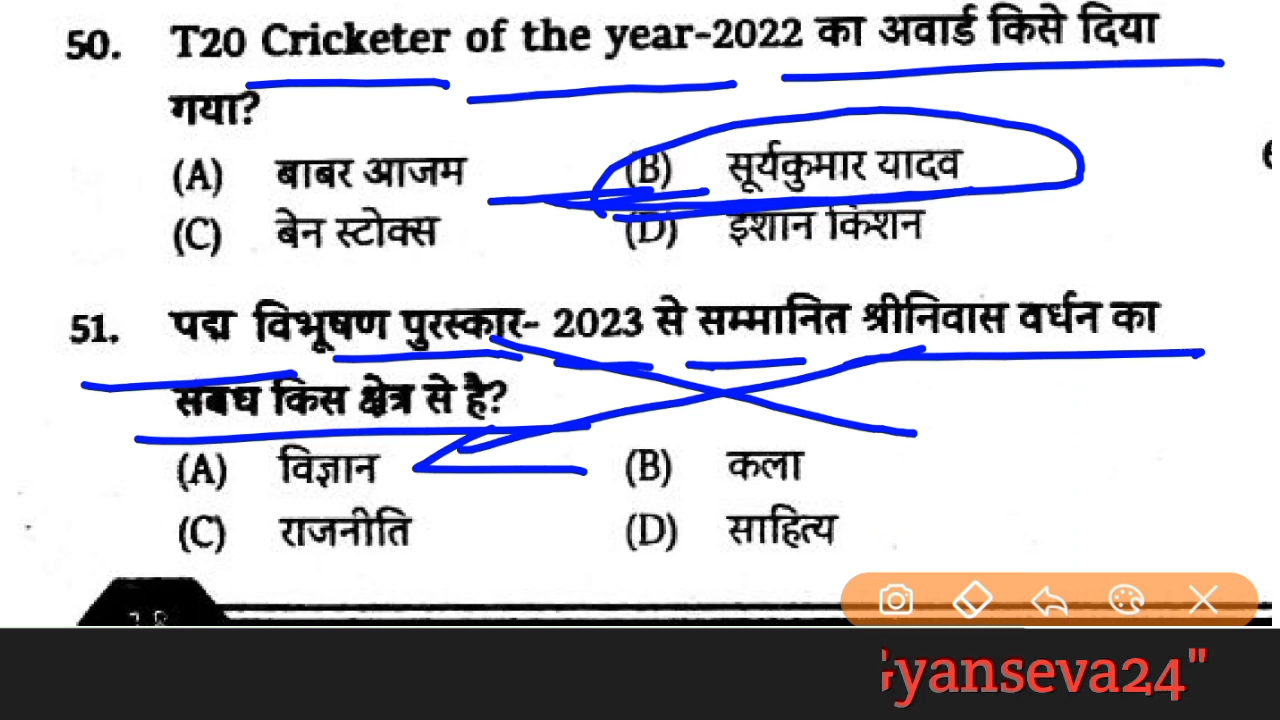 50. T20 Cricketer of the year-2022 का अवार्ड किसे दिया
गया?
(A) बाबर आजम (B) सूर्यकुमार यादव
(C) बेन स्टोक्स (D) इशान किशन
51. पद्म विभूषण पुरस्कार- 2023 से सम्मानित श्रीनिवास वर्धन का
संबंध किस क्षेत्र से है?
(A) विज्ञान (B) कला
(C) राजनीति (D) साहित्य
Gyanseva24"